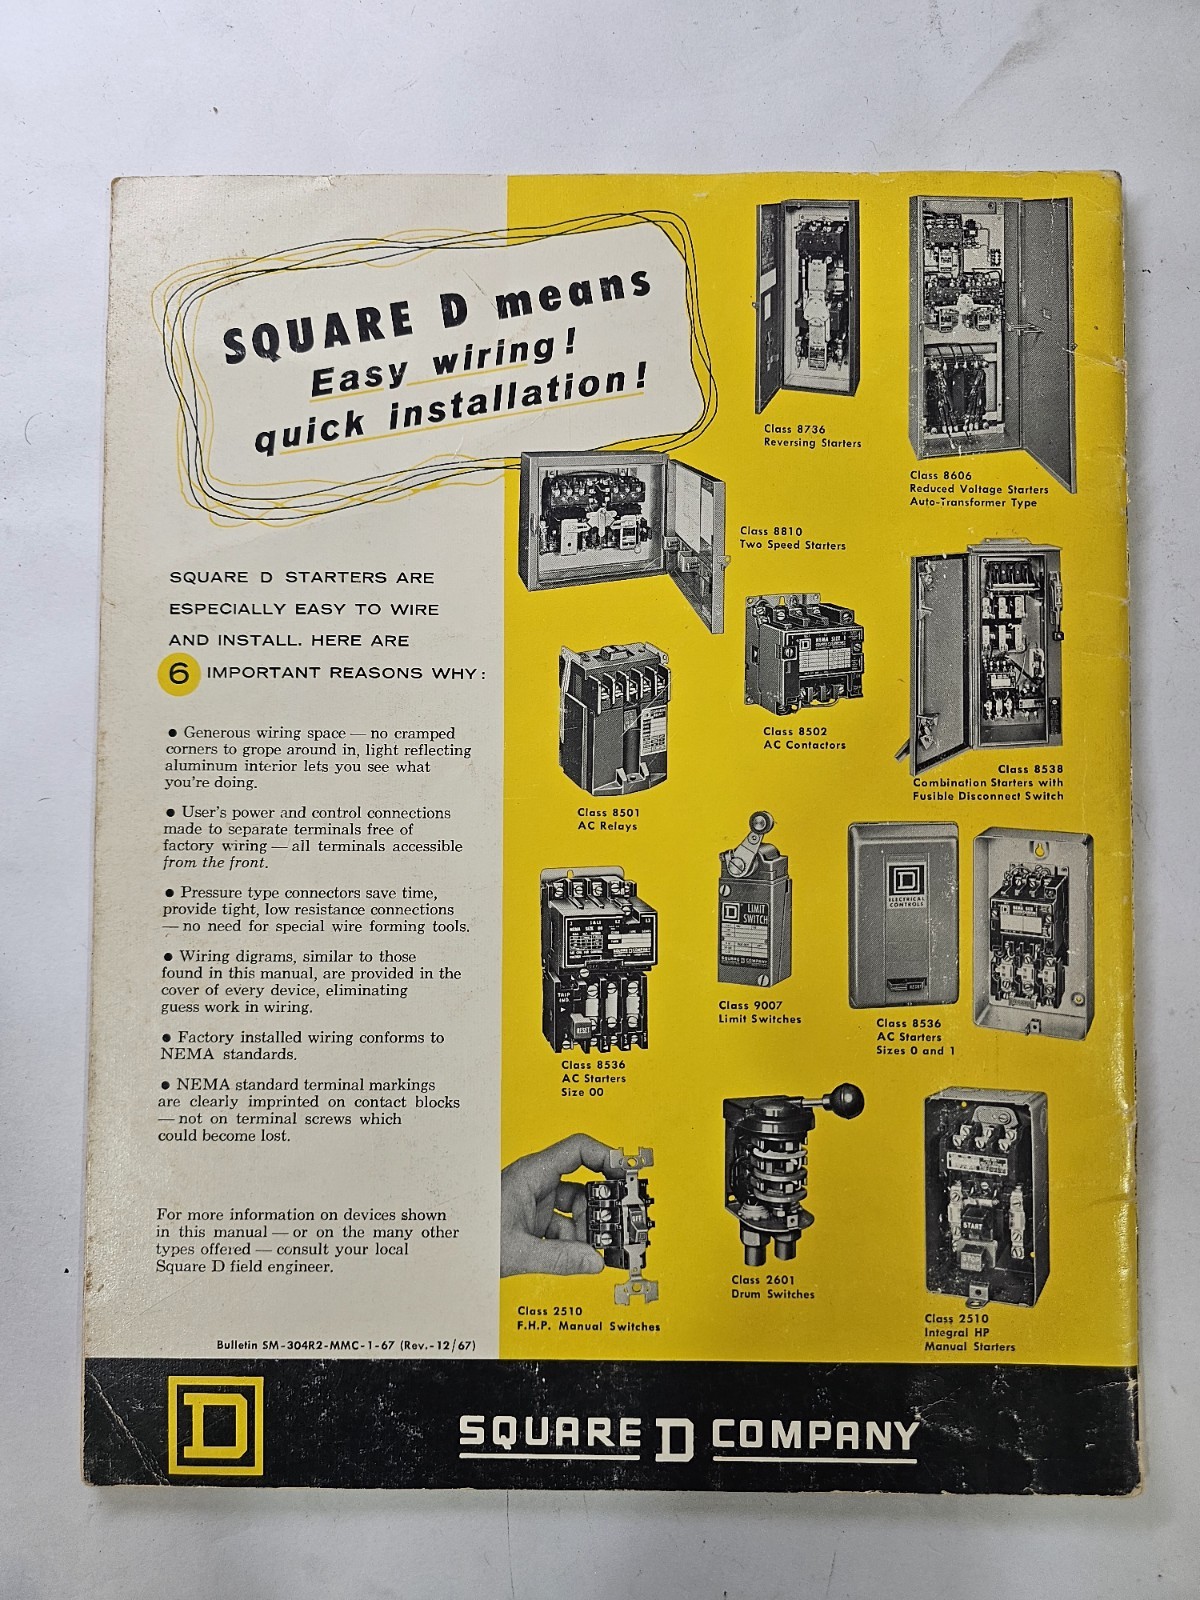 SQUARE D means
Easy wiring!
quick installation!
SQUARE D STARTERS ARE
ESPECIALLY EASY TO WIRE
AND INSTALL. HERE ARE
6 IMPORTANT REASONS WHY:
• Generous wiring space — no cramped
corners to grope around in, light reflecting
aluminum interior lets you see what
you're doing.
• User's power and control connections
made to separate terminals free of
factory wiring — all terminals accessible
from the front.
• Pressure type connectors save time,
provide tight, low resistance connections
— no need for special wire forming tools.
• Wiring digrams, similar to those
found in this manual, are provided in the
cover of every device, eliminating
guess work in wiring.
• Factory installed wiring conforms to
NEMA standards.
• NEMA standard terminal markings
are clearly imprinted on contact blocks
— not on terminal screws which
could become lost.
For more information on devices shown
in this manual — or on the many other
types offered — consult your local
Square D field engineer.
Bulletin SM-304R2-MMC-1-67 (Rev.-12/67)
Class 8736
Reversing Starters
Class 8606
Reduced Voltage Starters
Auto-Transformer Type
Class 8810
Two Speed Starters
Class 8502
AC Contactors
Class 8538
Combination Starters with
Fusible Disconnect Switch
Class 8501
AC Relays
D
LIMIT
SWITCH
SQUARE D COMPANY
Class 9007
Limit Switches
D
ELECTRICAL
CONTROLS
RESET
Class 8536
AC Starters
Sizes 0 and 1
TRIP
IND.
RESET
Class 8536
AC Starters
Size 00
OFF
Class 2510
F.H.P. Manual Switches
Class 2601
Drum Switches
START
Class 2510
Integral HP
Manual Starters
D
SQUARE D COMPANY